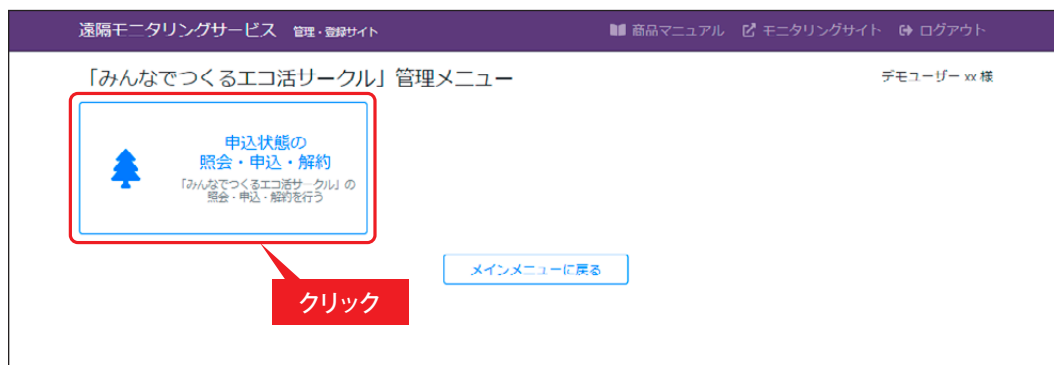 遠隔モニタリングサービス 管理・登録サイト 商品マニュアル モニタリングサイト ログアウト
「みんなでつくるエコ活サークル」管理メニュー デモユーザー xx 様
申込状態の
照会・申込・解約
「みんなでつくるエコ活サークル」の
照会・申込・解約を行う
メインメニューに戻る
クリック